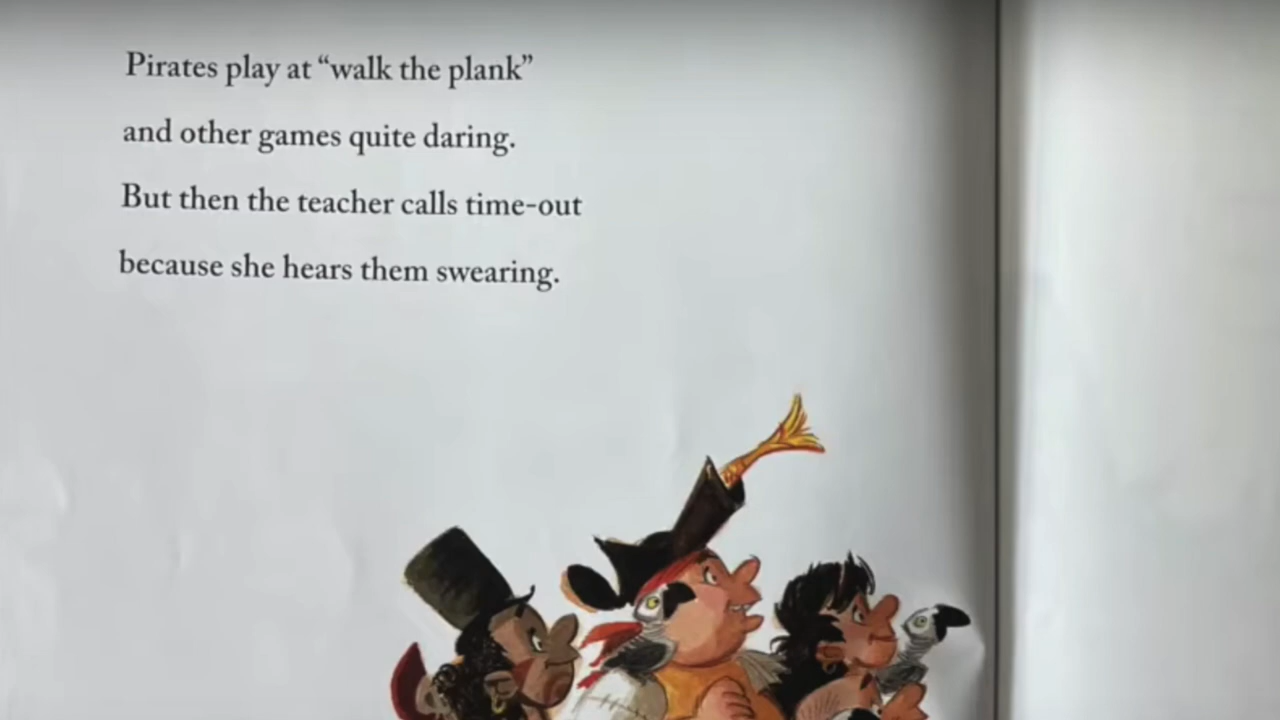 Pirates play at “walk the plank”
and other games quite daring.
But then the teacher calls time-out
because she hears them swearing.